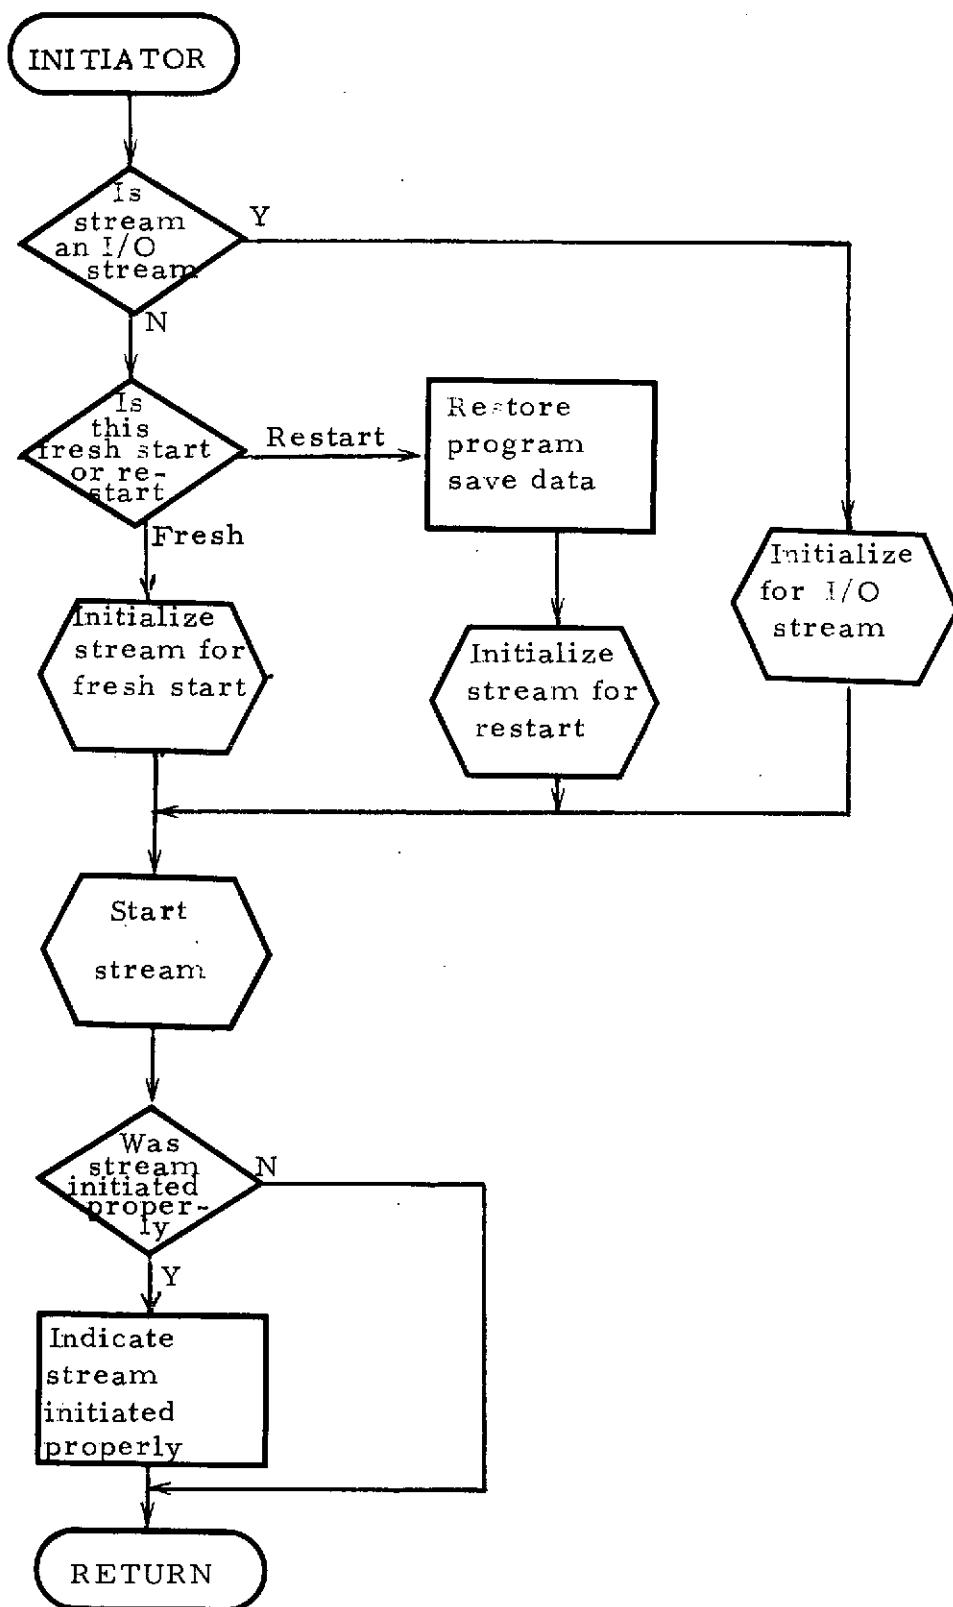 INITIATOR
Is
stream
an I/O
stream
Y
N
Is
this
fresh start
or re-
start
Restart
Fresh
Restore
program
save data
Initialize
for I/O
stream
Initialize
stream for
fresh start
Initialize
stream for
restart
Start
stream
Was
stream
initiated
proper-
ly
N
Y
Indicate
stream
initiated
properly
RETURN